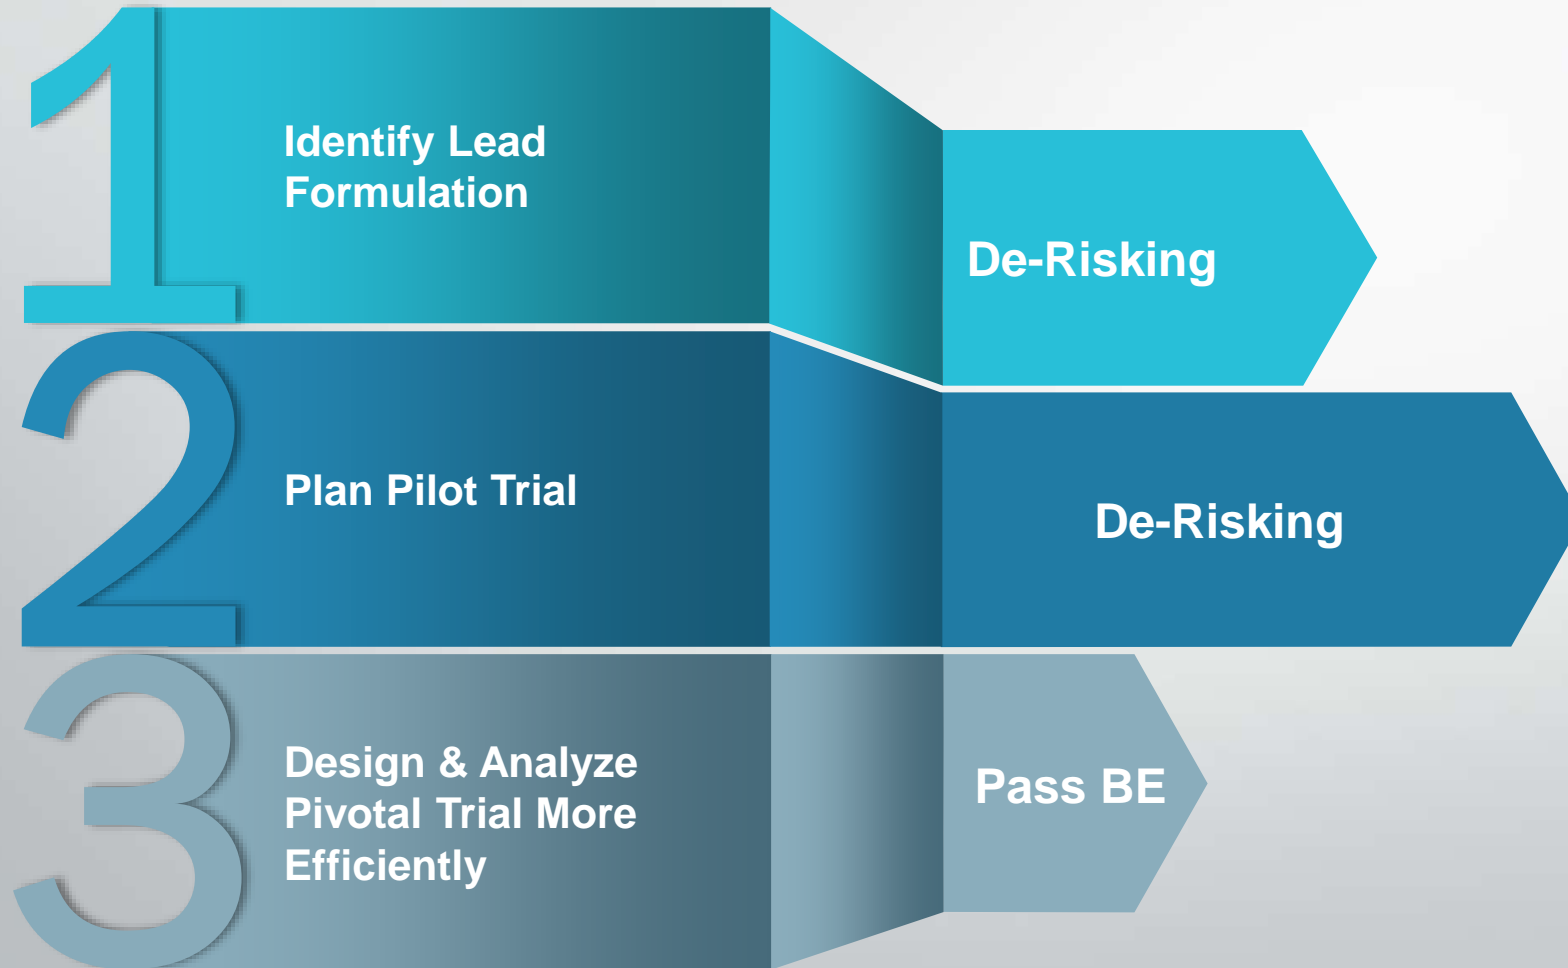 1
Identify Lead
Formulation
De-Risking
2
Plan Pilot Trial
De-Risking
3
Design & Analyze
Pivotal Trial More
Efficiently
Pass BE